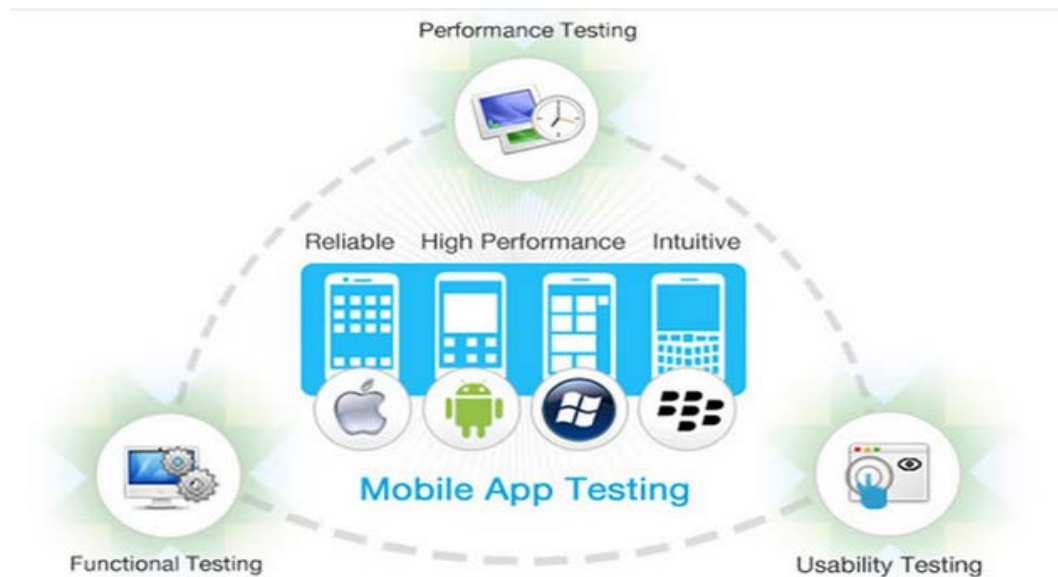 Performance Testing
Reliable High Performance Intuitive
Mobile App Testing
Functional Testing
Usability Testing